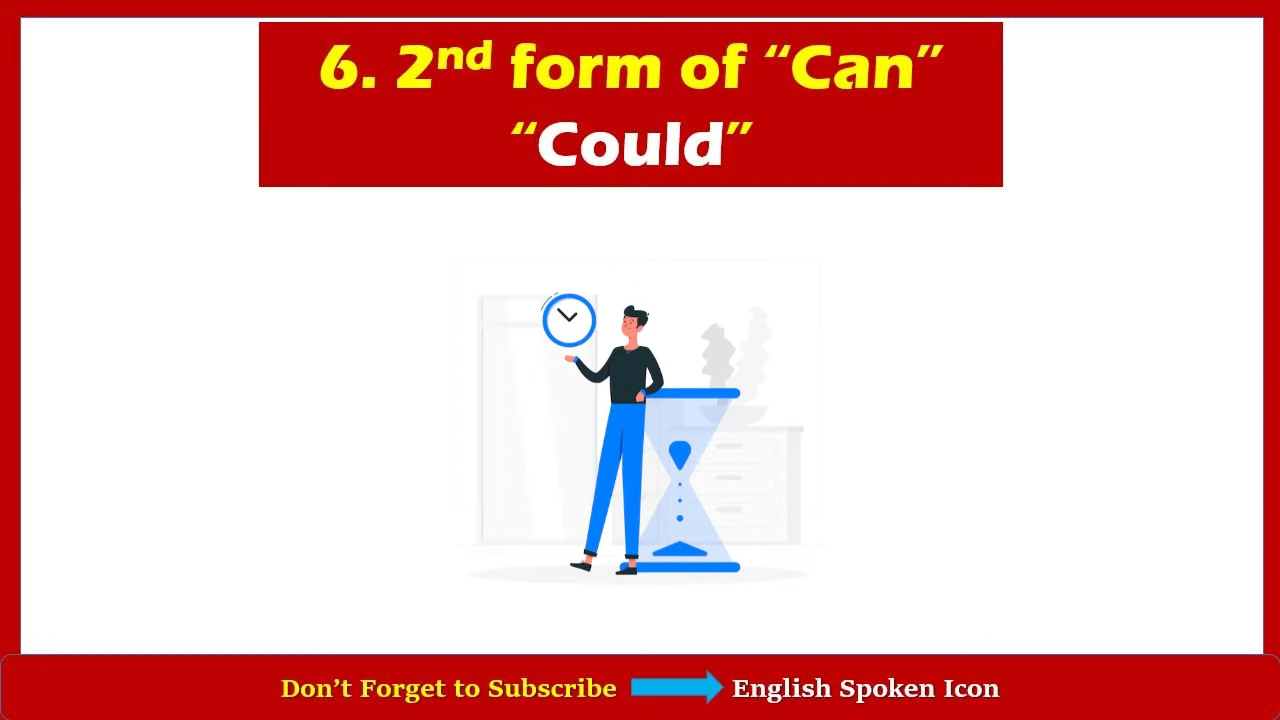 6. 2nd form of “Can”
“Could”
Don’t Forget to Subscribe English Spoken Icon